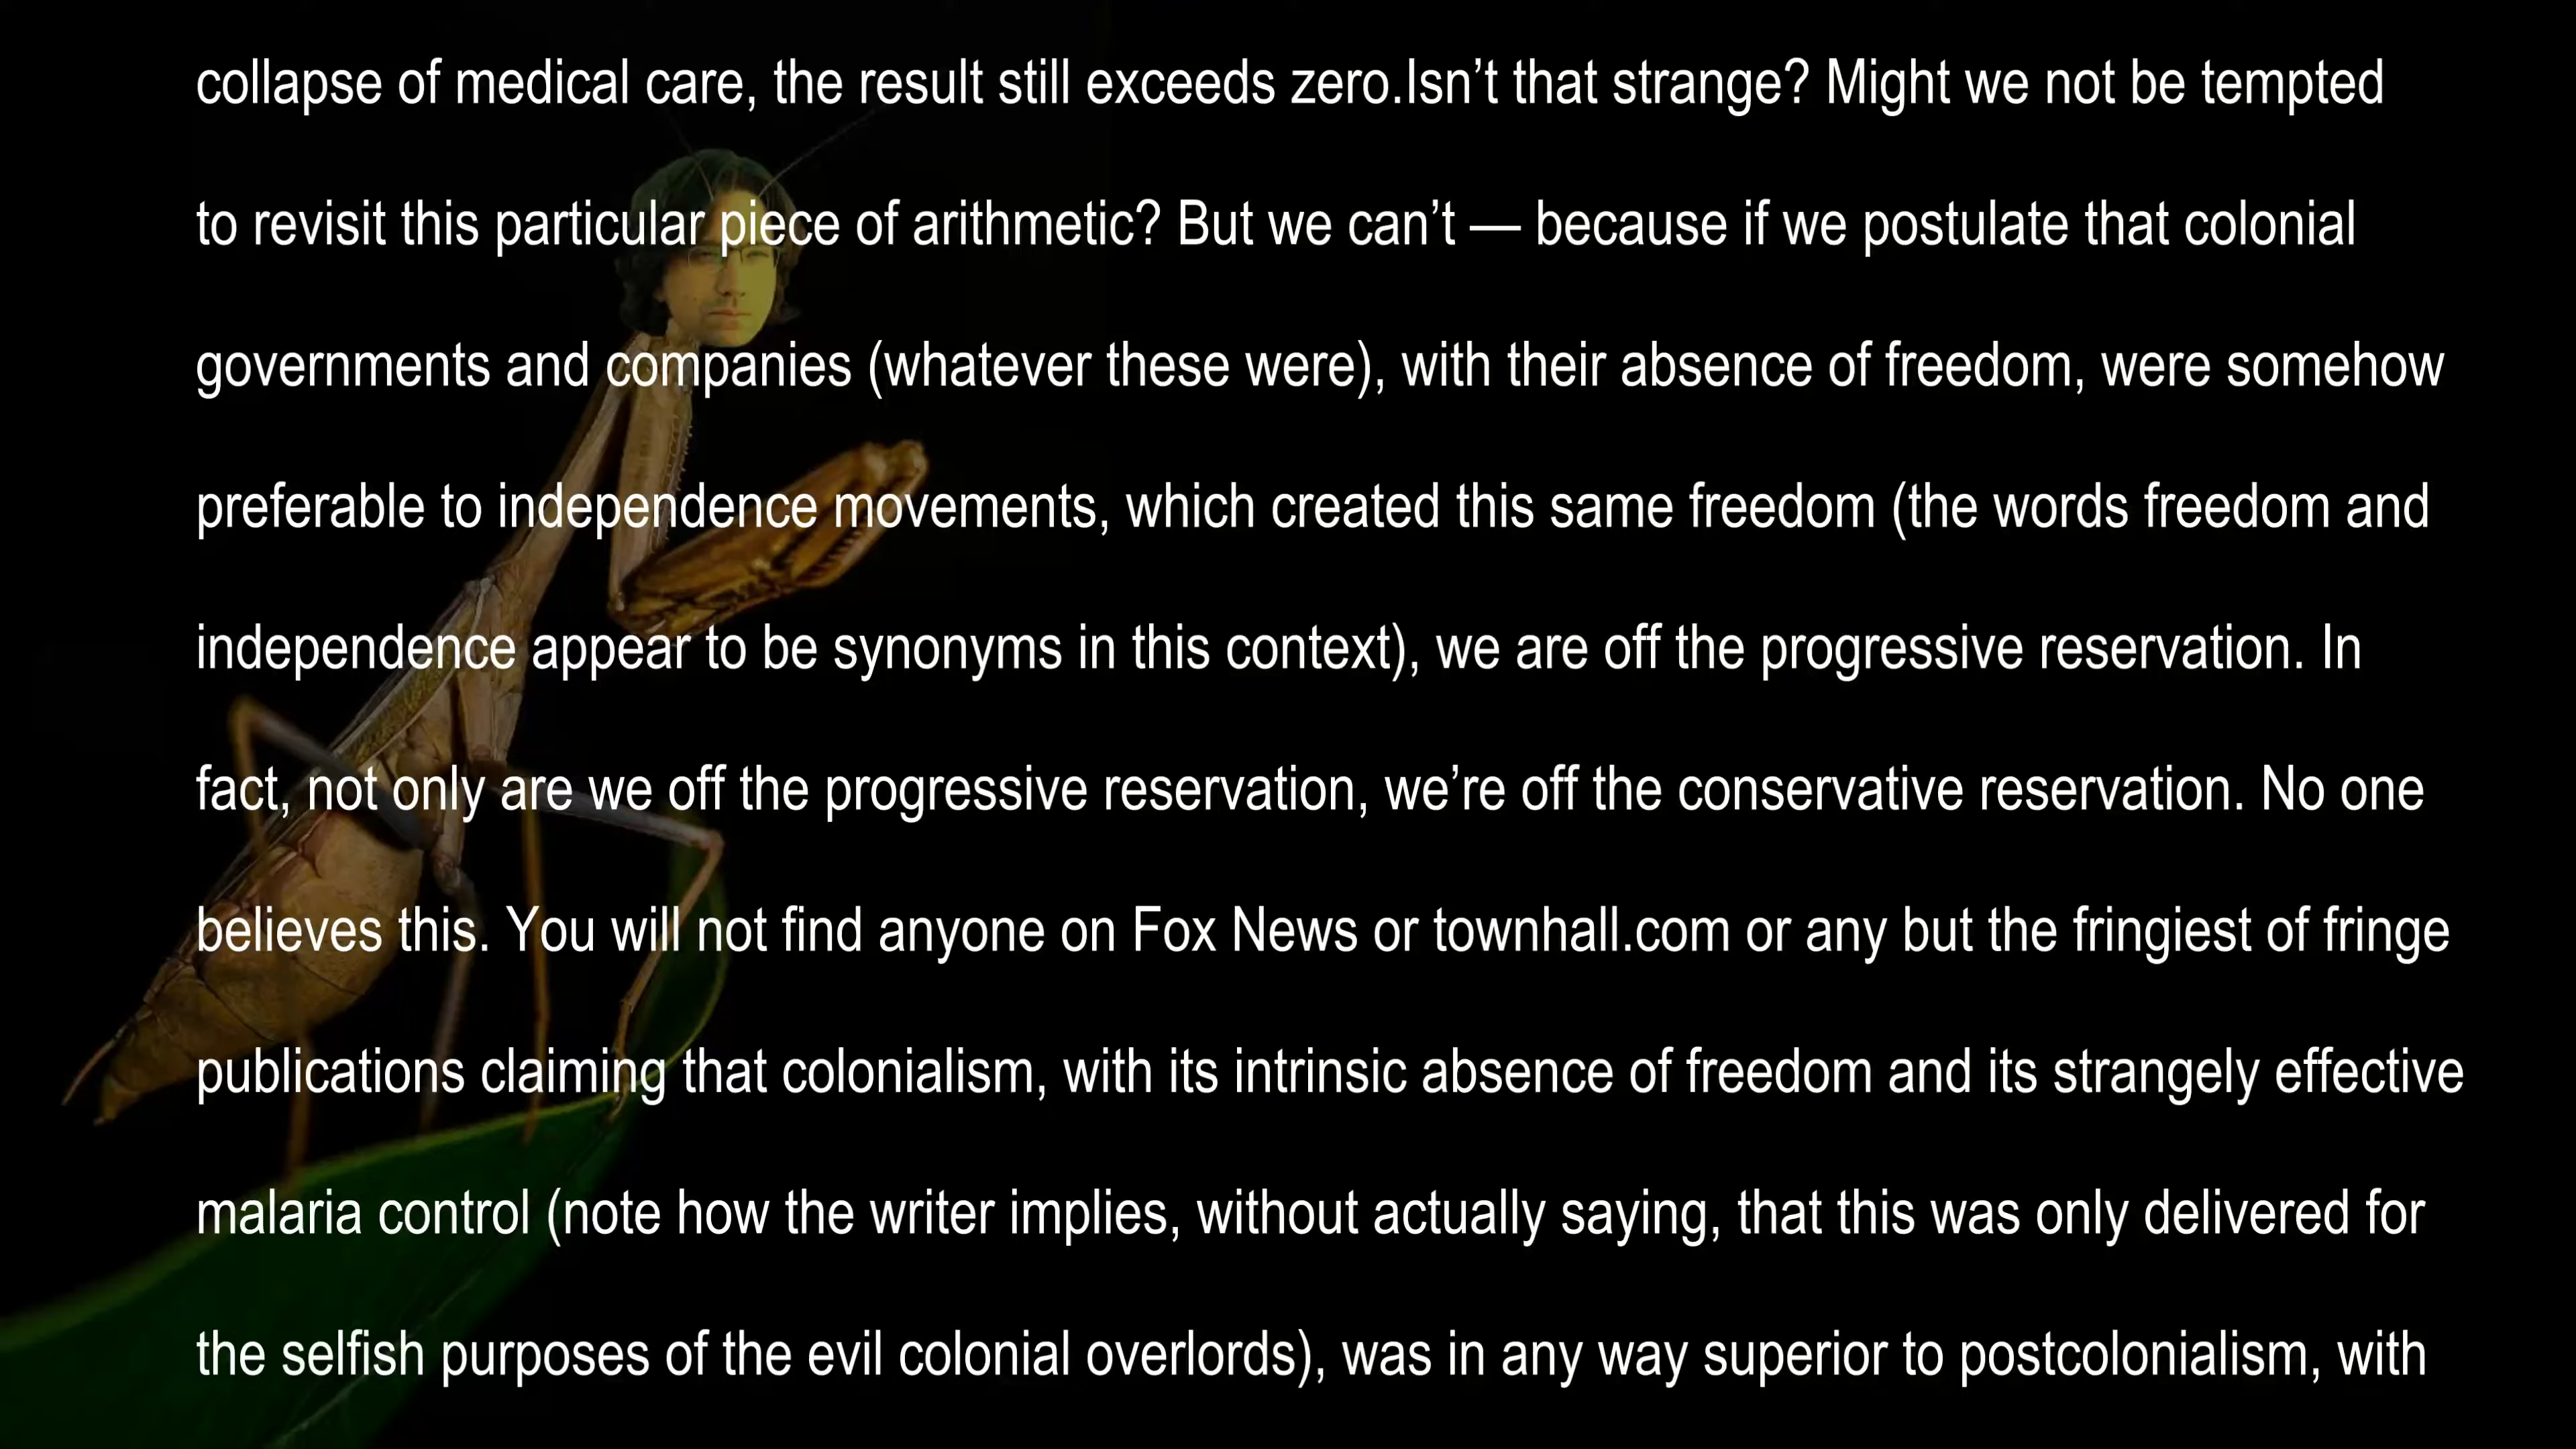 collapse of medical care, the result still exceeds zero.Isn’t that strange? Might we not be tempted
to revisit this particular piece of arithmetic? But we can’t — because if we postulate that colonial
governments and companies (whatever these were), with their absence of freedom, were somehow
preferable to independence movements, which created this same freedom (the words freedom and
independence appear to be synonyms in this context), we are off the progressive reservation. In
fact, not only are we off the progressive reservation, we’re off the conservative reservation. No one
believes this. You will not find anyone on Fox News or townhall.com or any but the fringiest of fringe
publications claiming that colonialism, with its intrinsic absence of freedom and its strangely effective
malaria control (note how the writer implies, without actually saying, that this was only delivered for
the selfish purposes of the evil colonial overlords), was in any way superior to postcolonialism, with